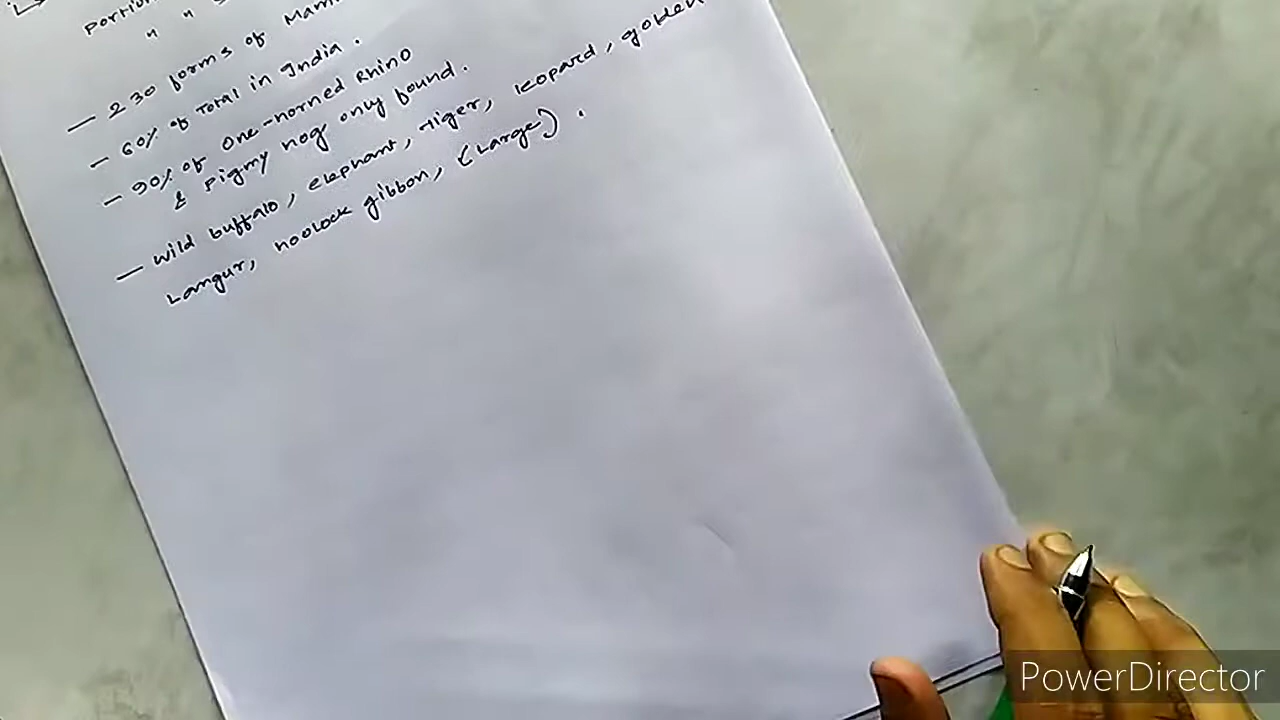 Portion
" "
— 230 forms of Mam
— 60% of Total in India .
— 90% of One-horned Rhino
& Pigmy hog only found .
— Wild buffalo, elephant, tiger, Leopard, golden
Langur, hoolock gibbon, (Large) .
PowerDirector